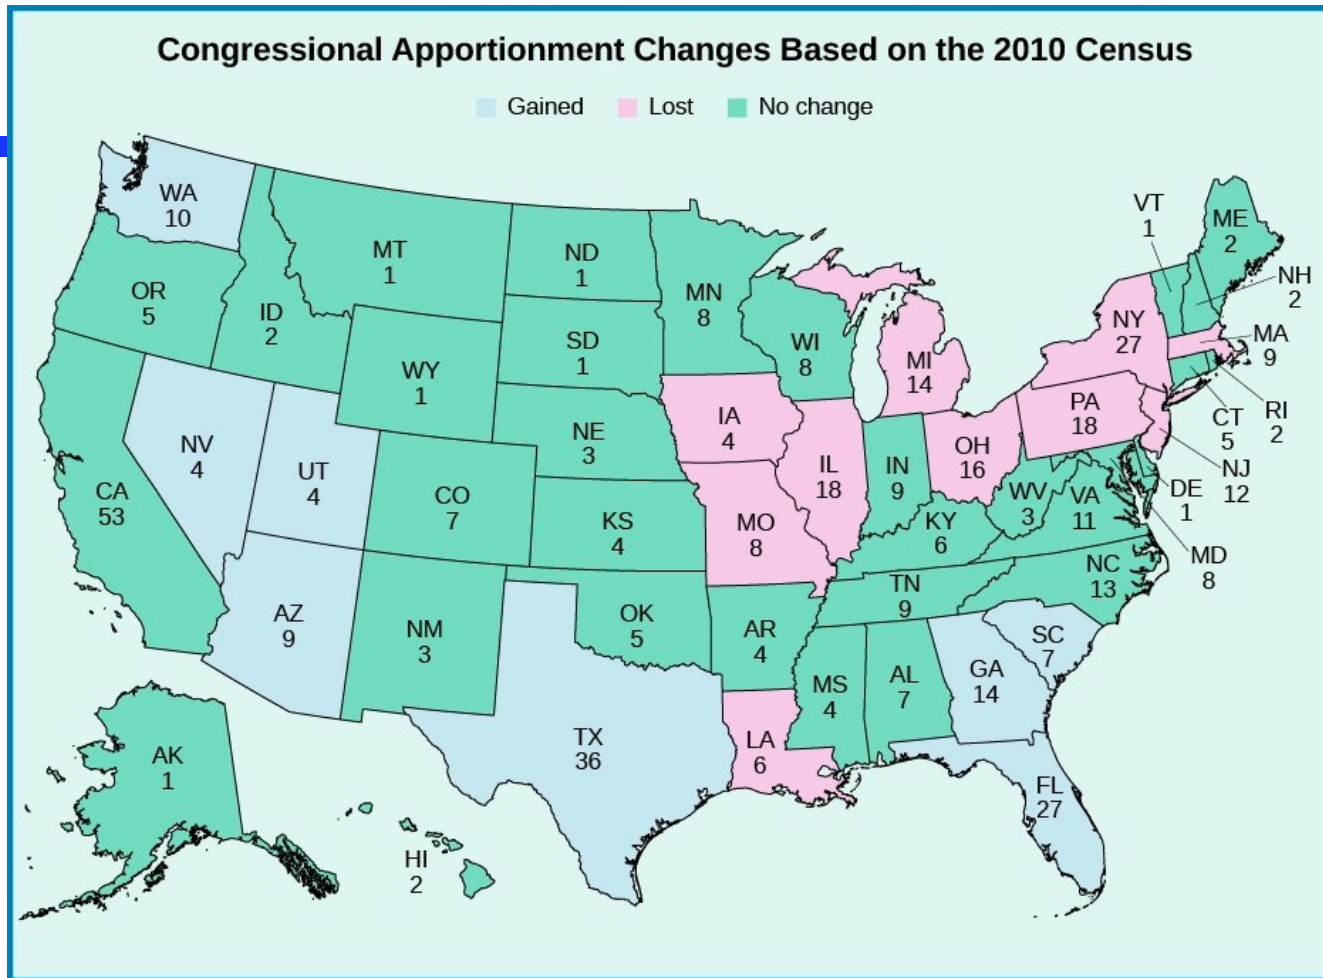 Congressional Apportionment Changes Based on the 2010 Census
Gained
Lost
No change
WA
10
OR
5
ID
2
MT
1
ND
1
MN
8
SD
1
WY
1
WI
8
MI
14
VT
1
ME
2
NH
2
NY
27
MA
9
RI
2
CT
5
PA
18
NJ
12
DE
1
MD
8
NV
4
UT
4
CA
53
CO
7
NE
3
IA
4
IL
18
IN
9
OH
16
WV
3
VA
11
KS
4
MO
8
KY
6
NC
13
TN
9
AZ
9
NM
3
OK
5
AR
4
SC
7
GA
14
MS
4
AL
7
TX
36
LA
6
FL
27
AK
1
HI
2